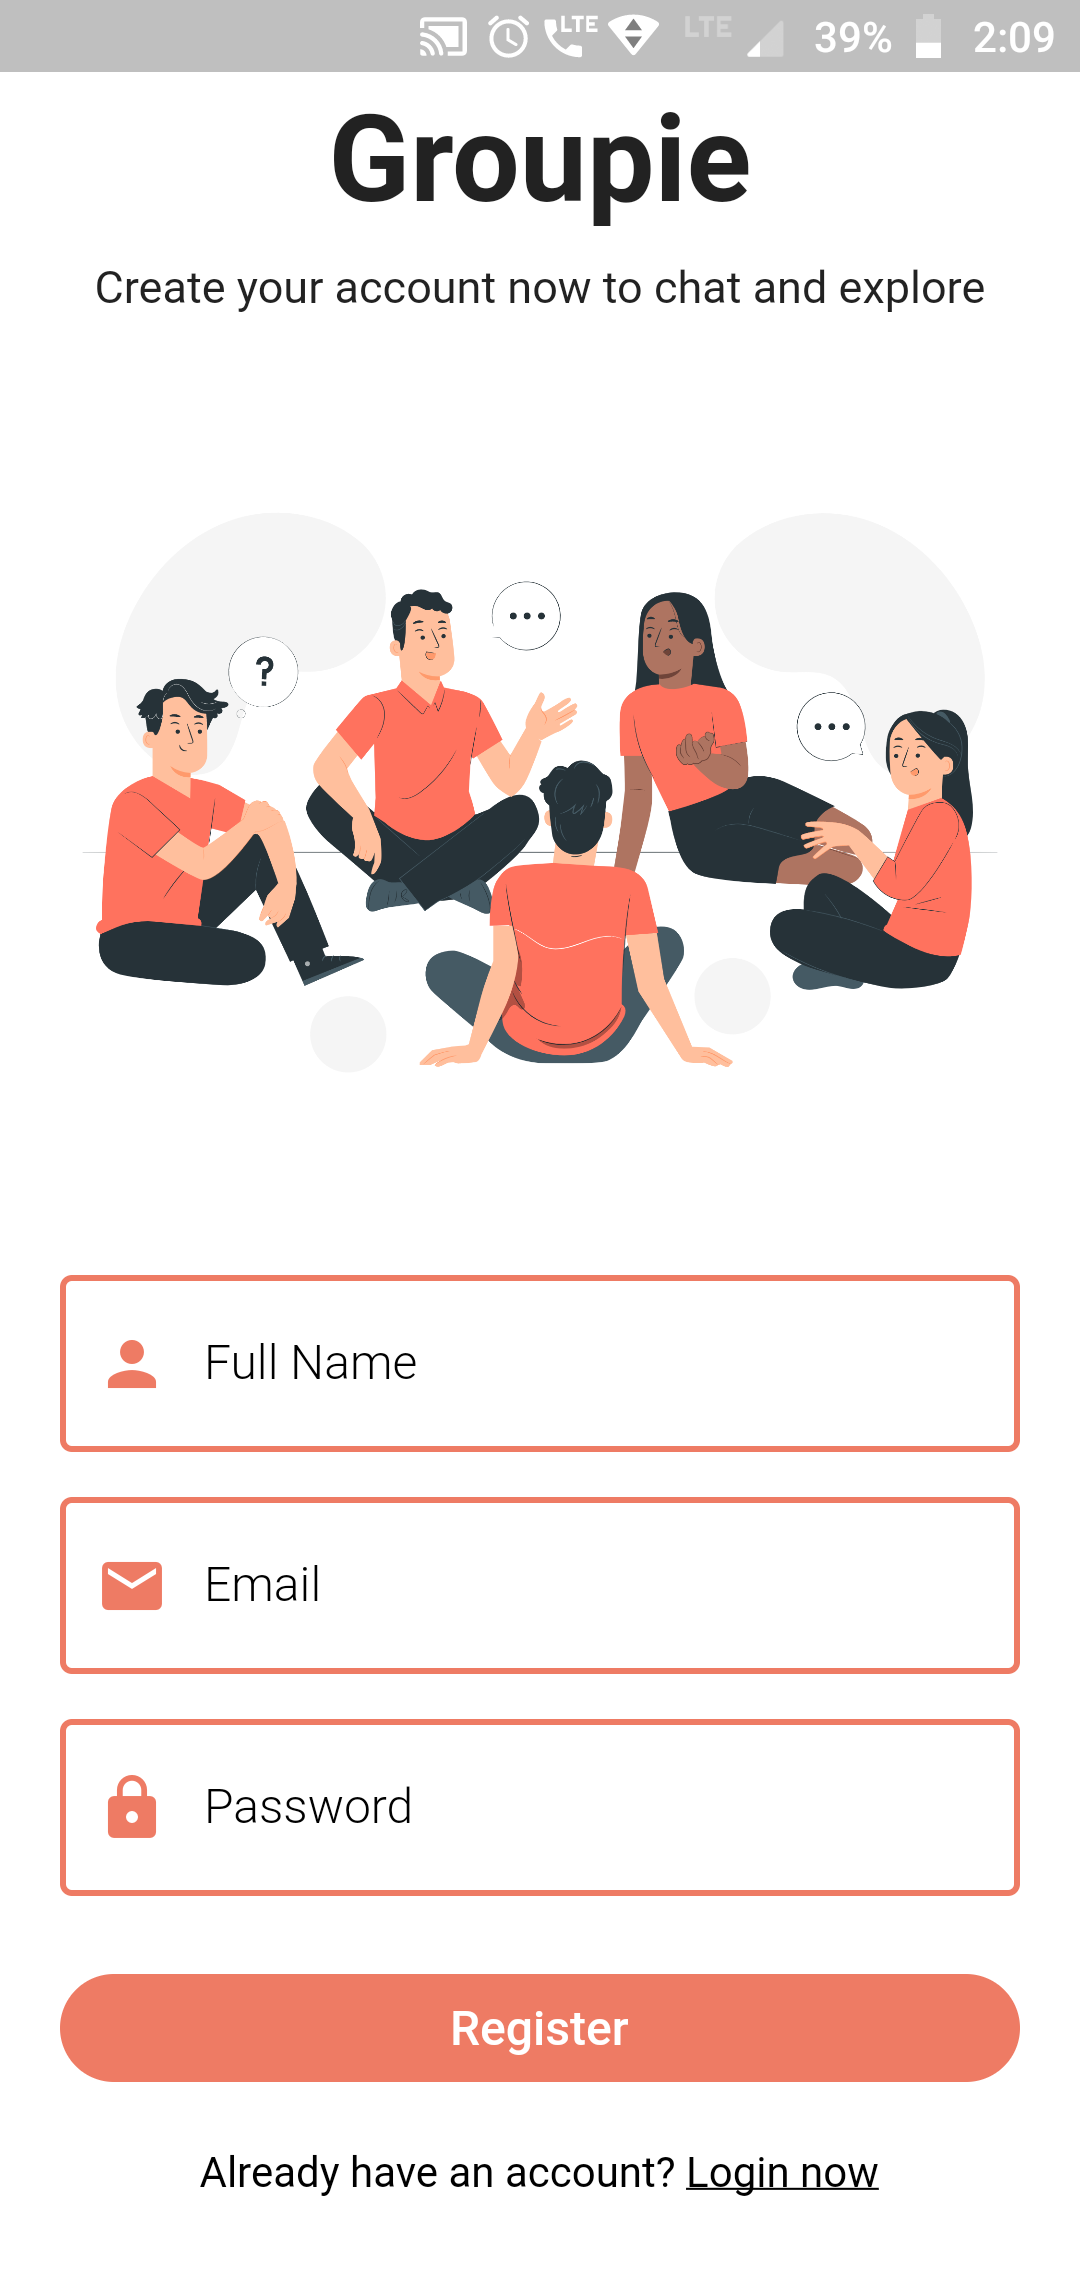 LTE LTE 39% 2:09
Groupie
Create your account now to chat and explore
?
Full Name
Email
Password
Register
Already have an account? Login now